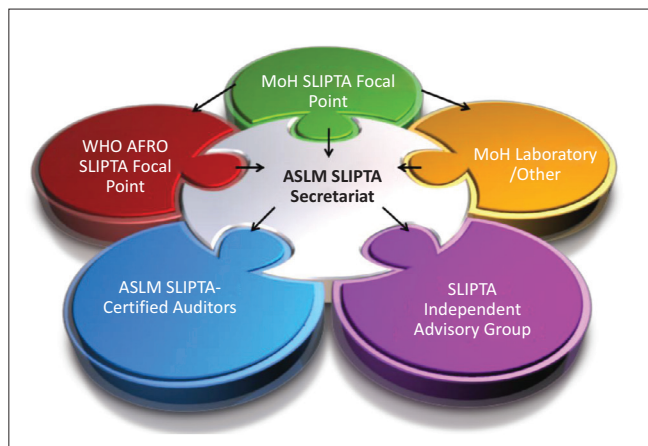 MoH SLIPTA Focal
Point
WHO AFRO
SLIPTA Focal
Point
ASLM SLIPTA
Secretariat
MoH Laboratory
/Other
ASLM SLIPTA-
Certified Auditors
SLIPTA
Independent
Advisory Group